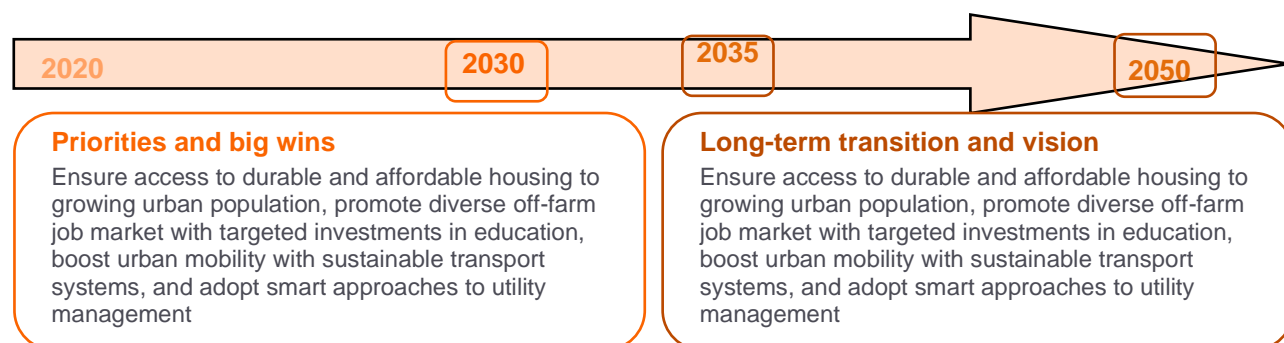 2020
2030
2035
2050
Priorities and big wins
Ensure access to durable and affordable housing to
growing urban population, promote diverse off-farm
job market with targeted investments in education,
boost urban mobility with sustainable transport
systems, and adopt smart approaches to utility
management
Long-term transition and vision
Ensure access to durable and affordable housing to
growing urban population, promote diverse off-farm
job market with targeted investments in education,
boost urban mobility with sustainable transport
systems, and adopt smart approaches to utility
management